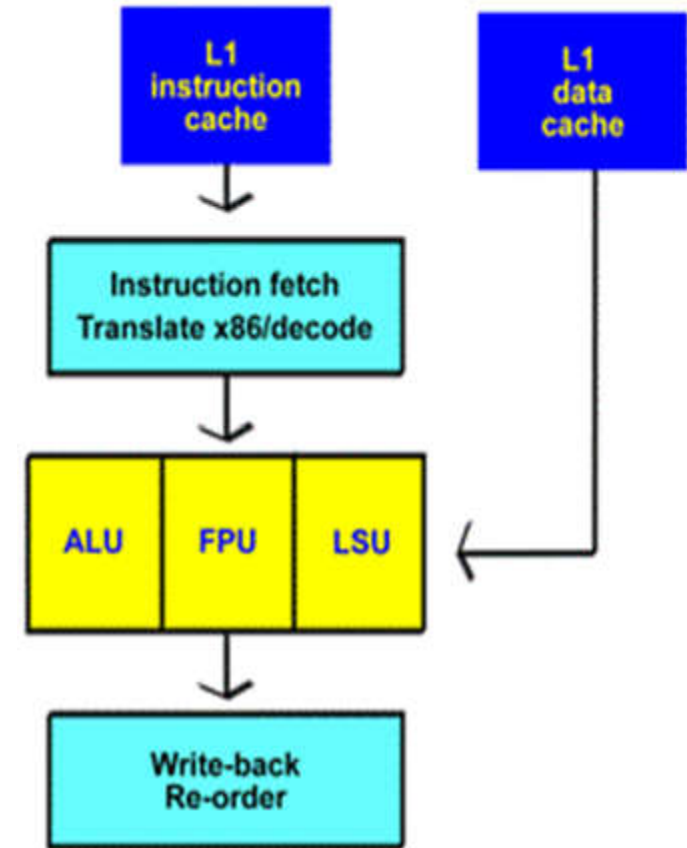 L1
instruction
cache
L1
data
cache
Instruction fetch
Translate x86/decode
ALU
FPU
LSU
Write-back
Re-order